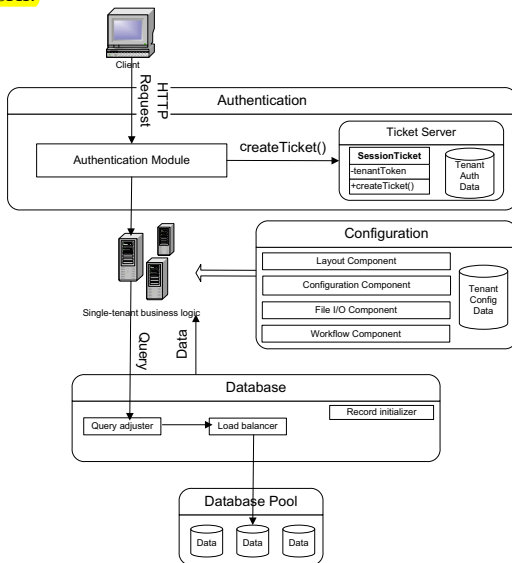 Client
HTTP
Request
Authentication
Authentication Module
createTicket()
Ticket Server
SessionTicket
-tenantToken
+createTicket()
Tenant
Auth
Data
Configuration
Layout Component
Configuration Component
File I/O Component
Workflow Component
Tenant
Config
Data
Single-tenant business logic
Query
Data
Database
Record initializer
Query adjuster
Load balancer
Database Pool
Data
Data
Data